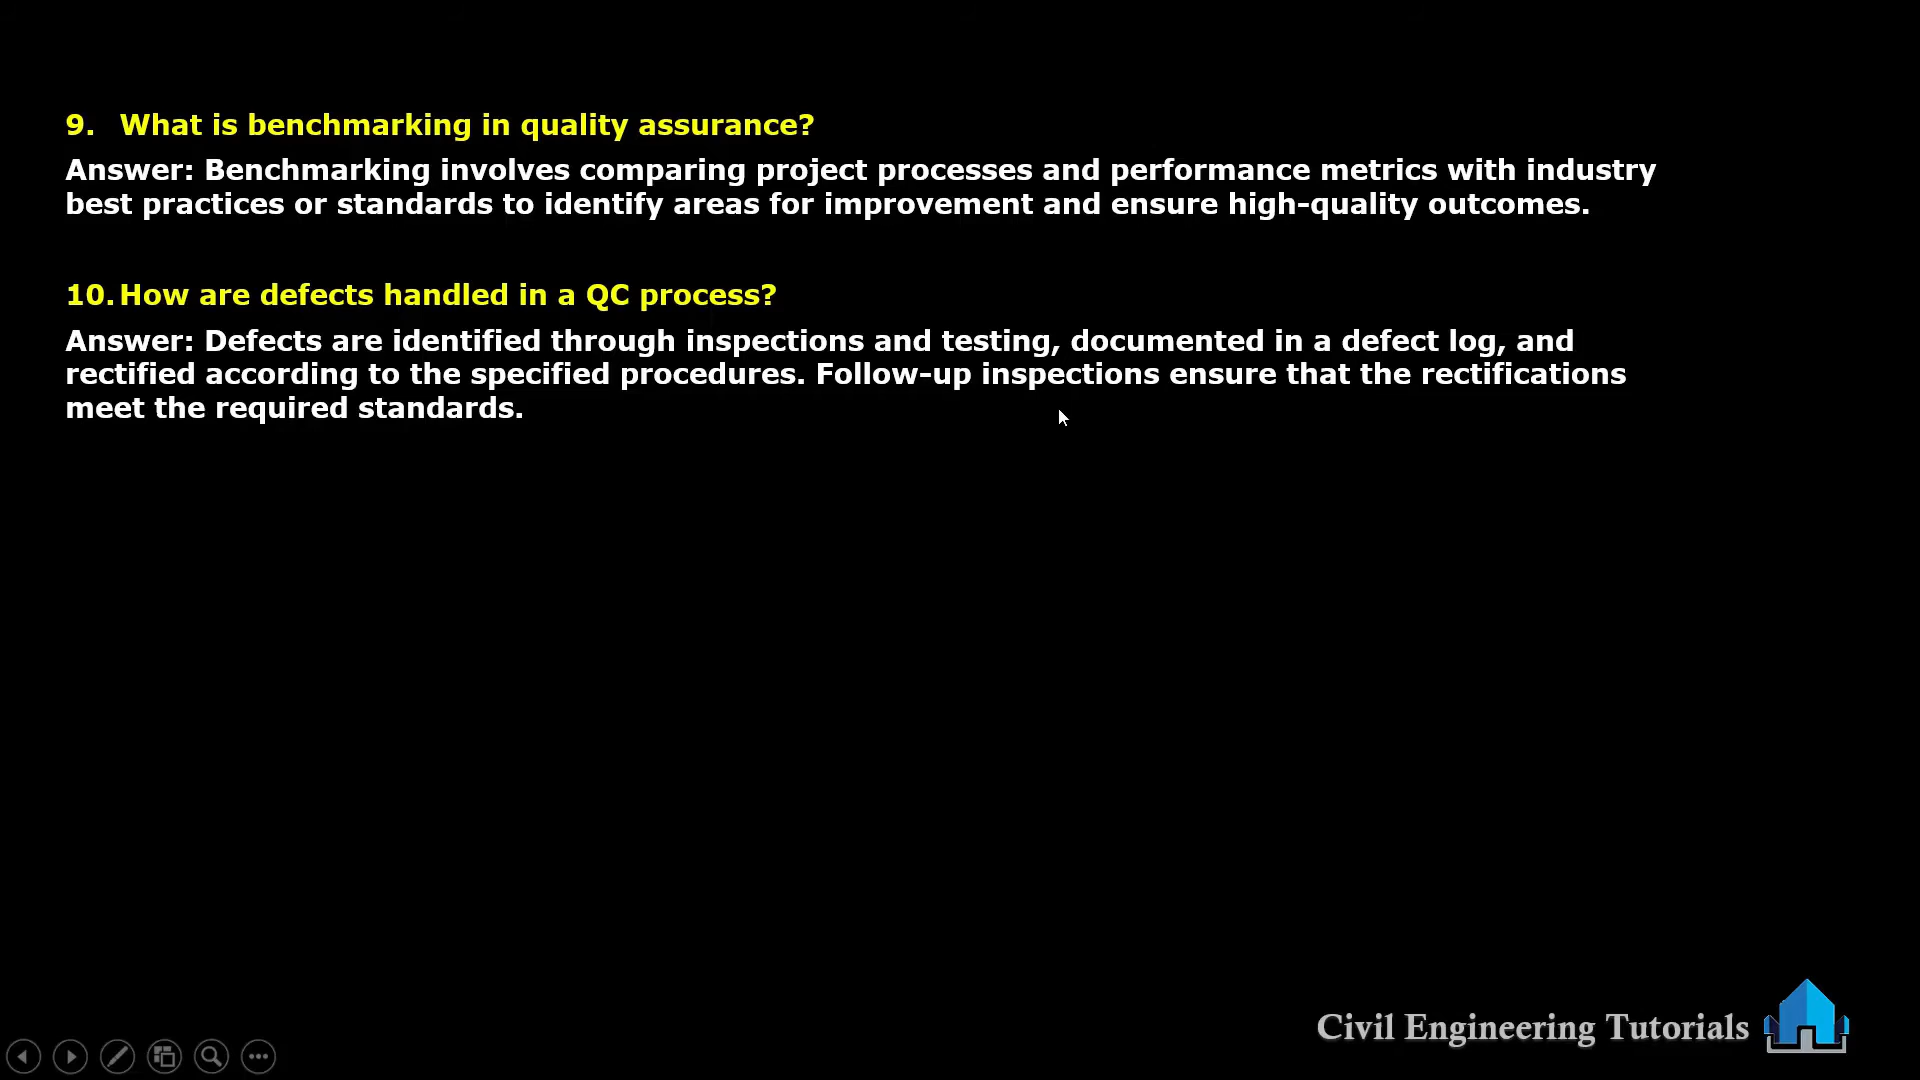 9. What is benchmarking in quality assurance?
Answer: Benchmarking involves comparing project processes and performance metrics with industry
best practices or standards to identify areas for improvement and ensure high-quality outcomes.
10. How are defects handled in a QC process?
Answer: Defects are identified through inspections and testing, documented in a defect log, and
rectified according to the specified procedures. Follow-up inspections ensure that the rectifications
meet the required standards.
Civil Engineering Tutorials